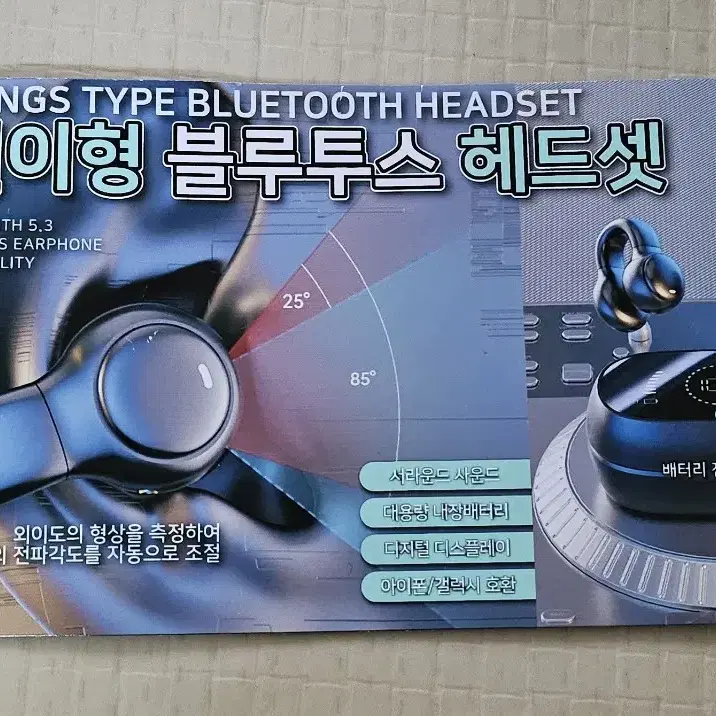 NGS TYPE BLUETOOTH HEADSET
이형 블루투스 헤드셋
TH 5.3
S EARPHONE
LITY
25°
85°
서라운드 사운드
대용량 내장배터리
디지털 디스플레이
아이폰/갤럭시 호환
외이도의 형상을 측정하여
의 전파각도를 자동으로 조절
배터리